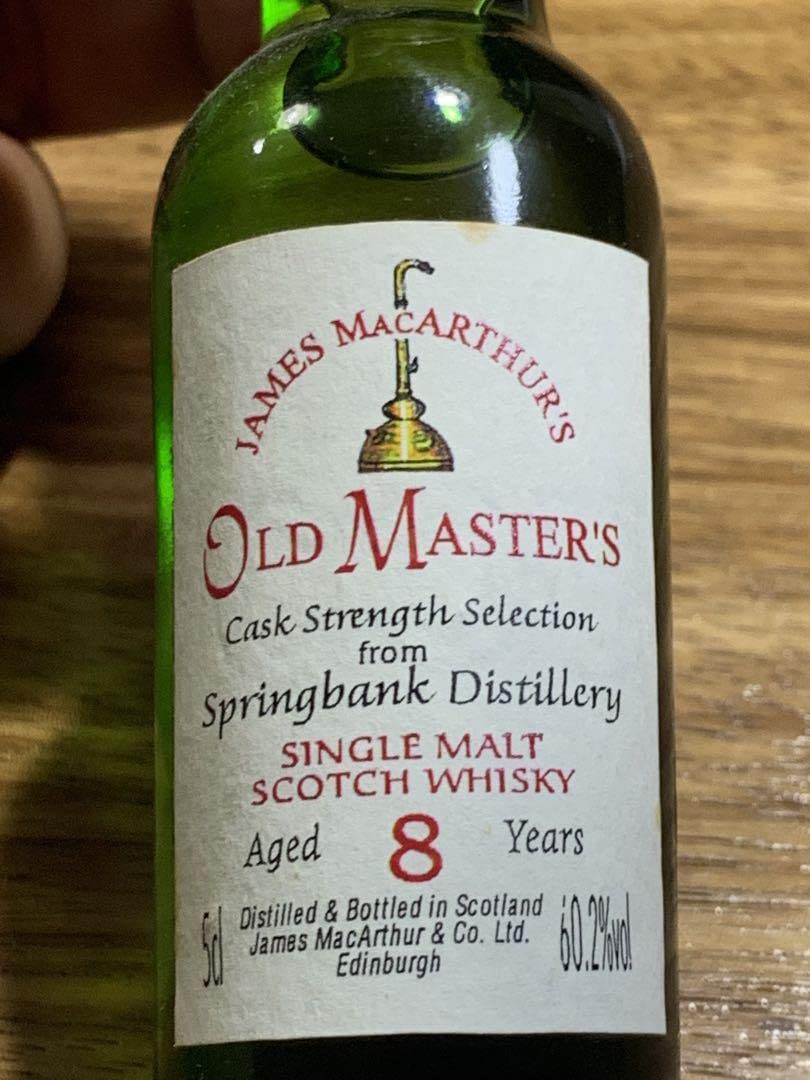 JAMES MACARTHUR'S
OLD MASTER'S
Cask Strength Selection
from
Springbank Distillery
SINGLE MALT
SCOTCH WHISKY
Aged 8 Years
Distilled & Bottled in Scotland
James MacArthur & Co. Ltd.
Edinburgh
5cl
60.2%vol